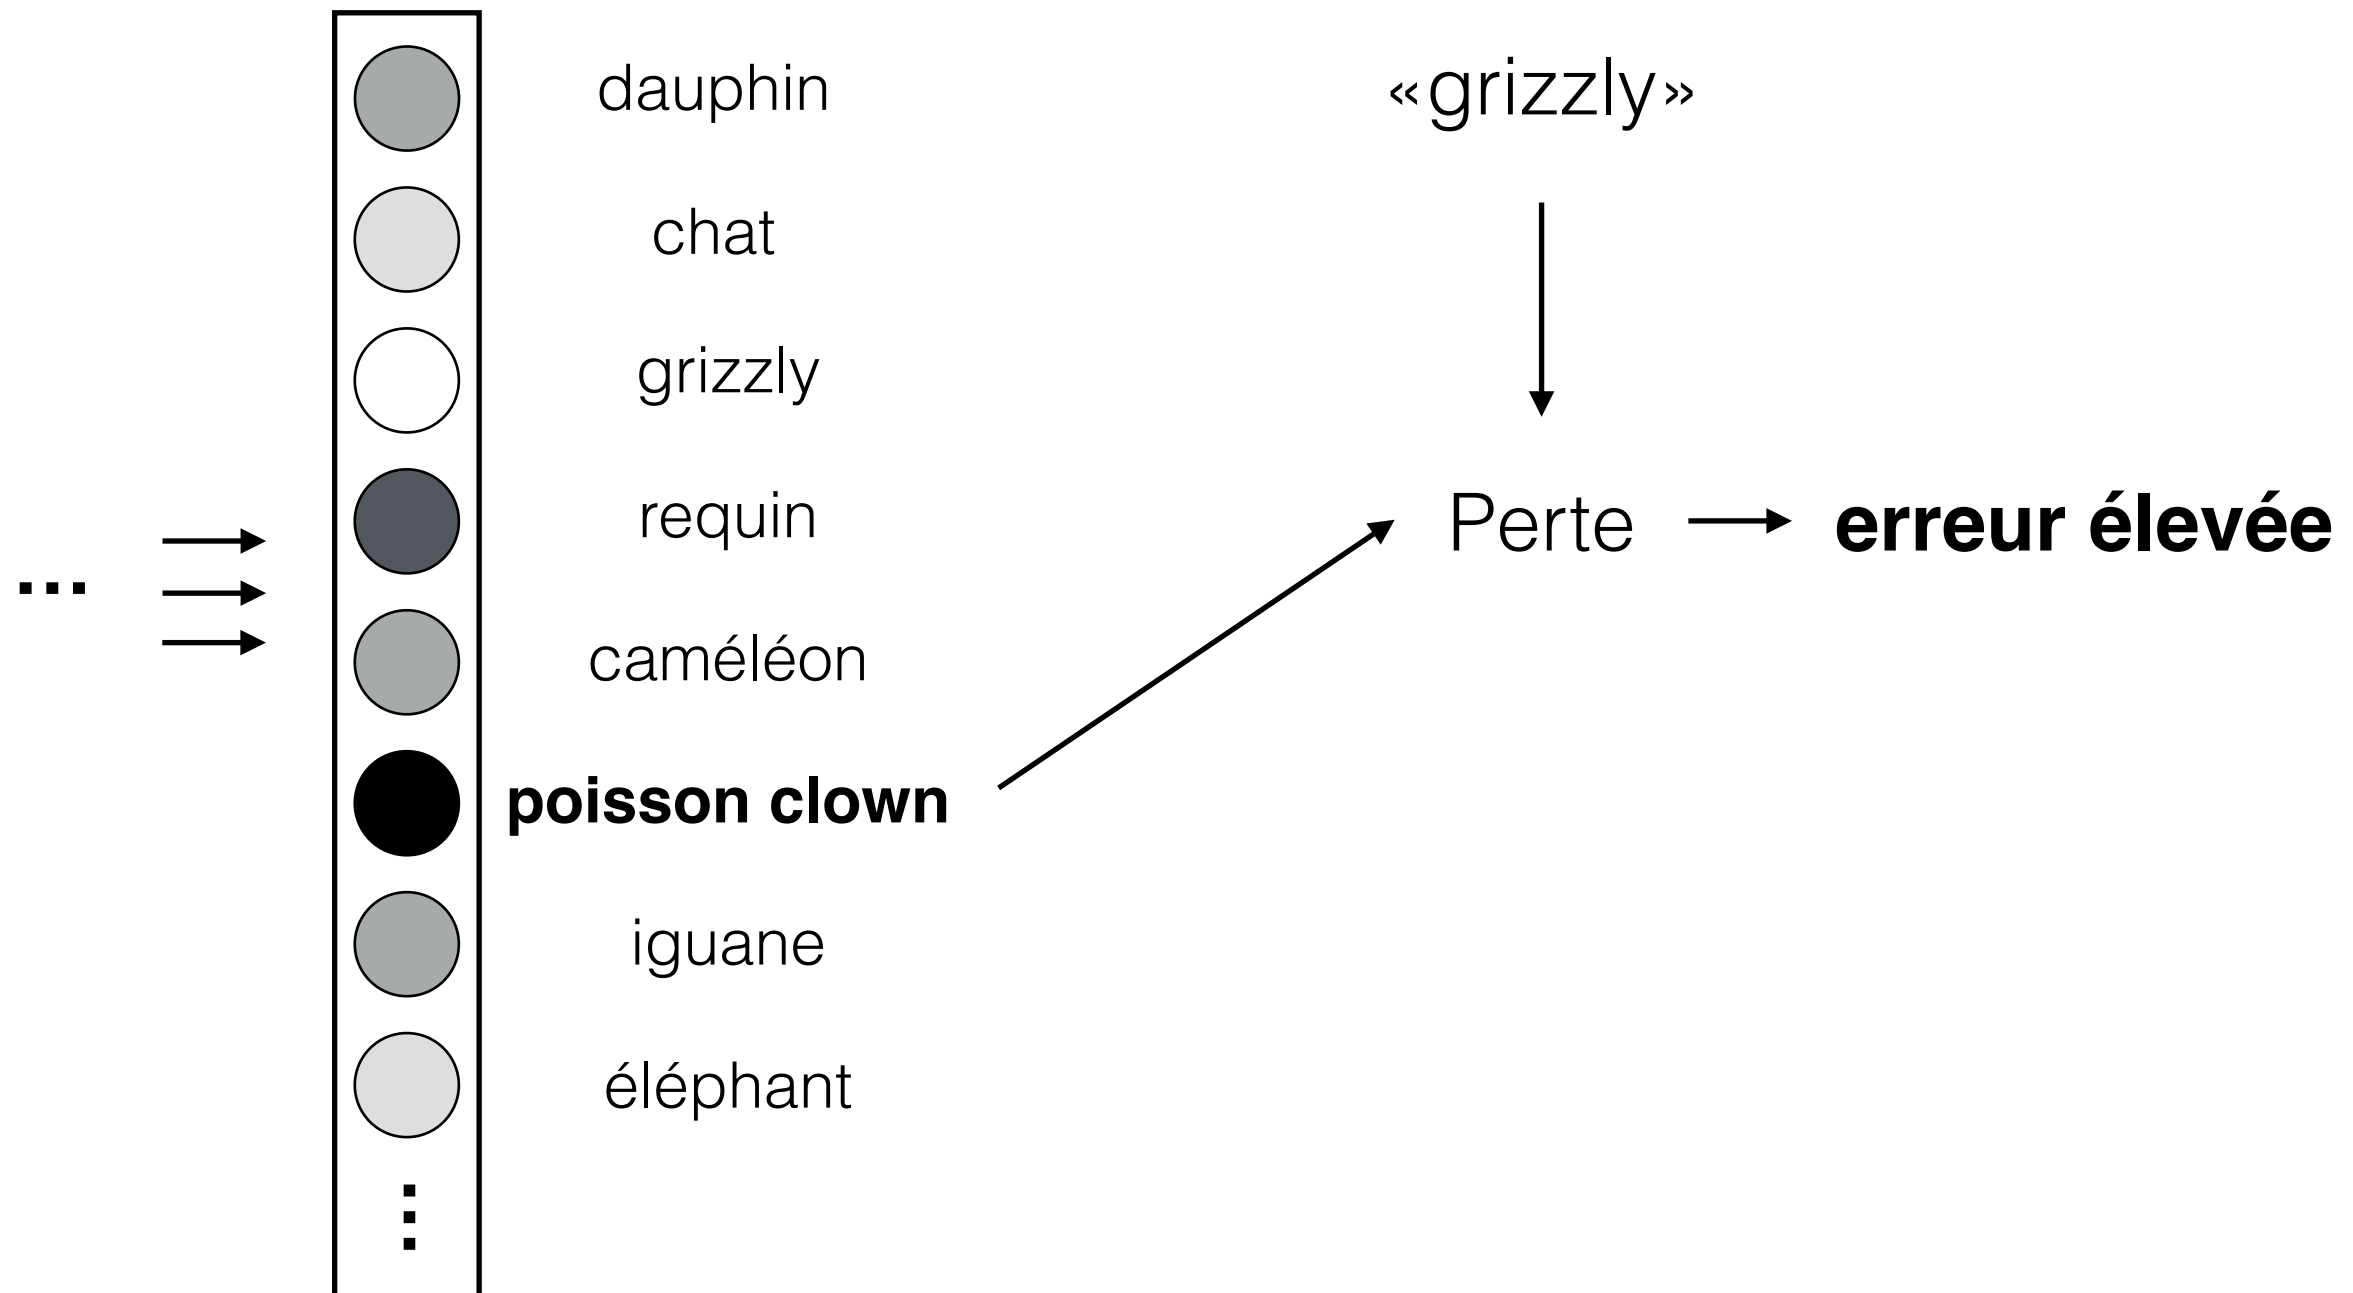 dauphin
chat
grizzly
requin
caméléon
poisson clown
iguane
éléphant
...
«grizzly»
Perte
erreur élevée